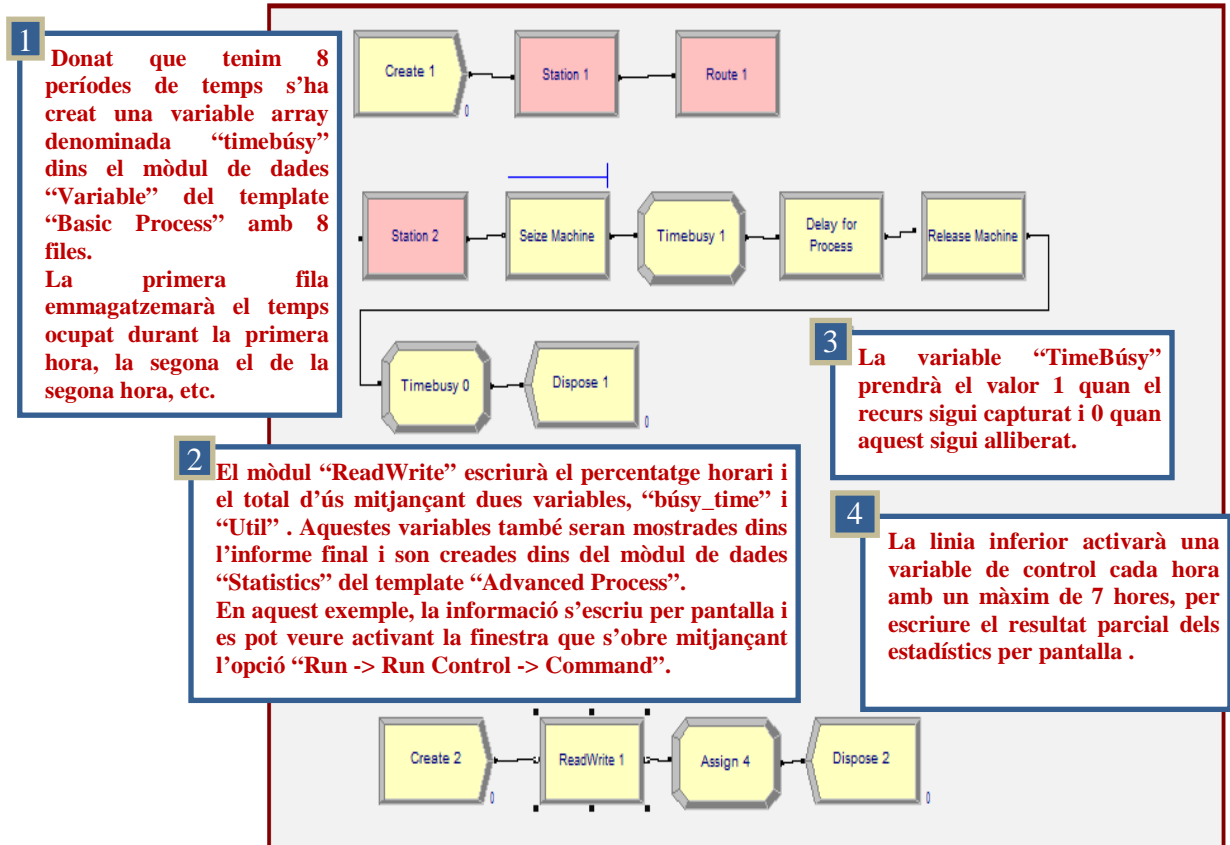 1
Donat que tenim 8
períodes de temps s’ha
creat una variable array
denominada “timebúsy”
dins el mòdul de dades
“Variable” del template
“Basic Process” amb 8
files.
La primera fila
emmagatzemarà el temps
ocupat durant la primera
hora, la segona el de la
segona hora, etc.
Create 1
0
Station 1
Route 1
Station 2
Seize Machine
Timebusy 1
Delay for
Process
Release Machine
Timebusy 0
Dispose 1
0
3
La variable “TimeBúsy”
prendrà el valor 1 quan el
recurs sigui capturat i 0 quan
aquest sigui alliberat.
2
El mòdul “ReadWrite” escriurà el percentatge horari i
el total d’ús mitjançant dues variables, “búsy_time” i
“Util” . Aquestes variables també seran mostrades dins
l’informe final i son creades dins del mòdul de dades
“Statistics” del template “Advanced Process”.
En aquest exemple, la informació s’escriu per pantalla i
es pot veure activant la finestra que s’obre mitjançant
l’opció “Run -> Run Control -> Command”.
4
La linia inferior activarà una
variable de control cada hora
amb un màxim de 7 hores, per
escriure el resultat parcial dels
estadístics per pantalla .
Create 2
0
ReadWrite 1
Assign 4
Dispose 2
0